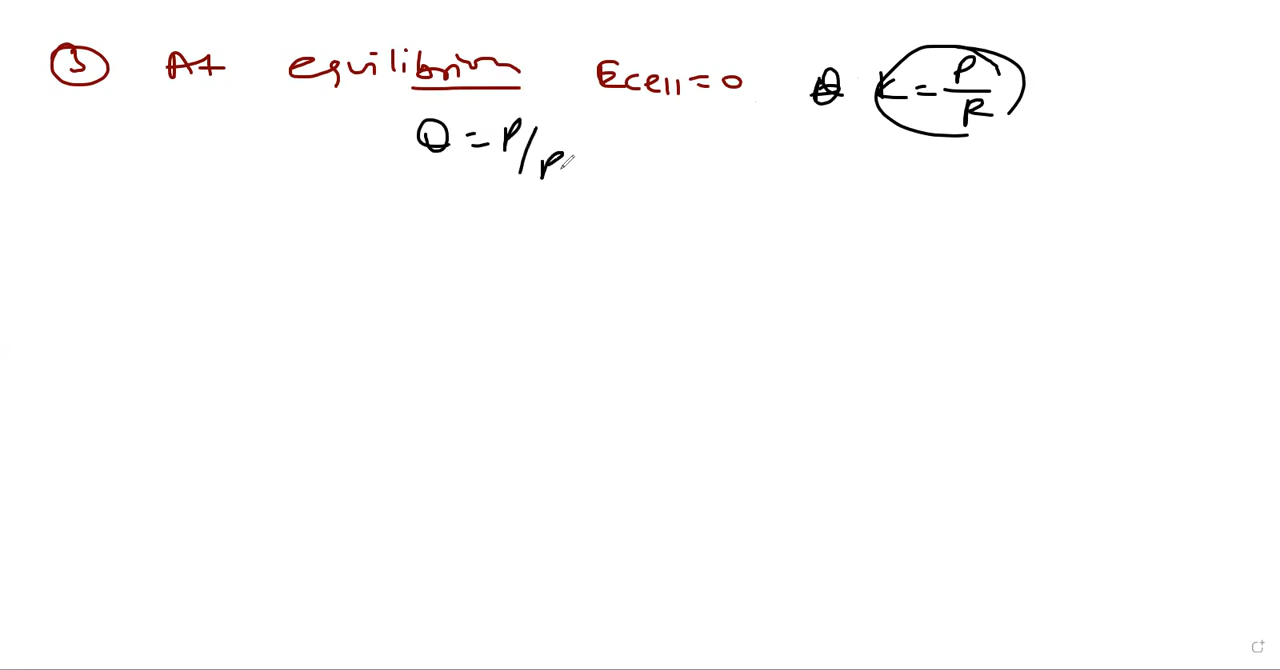 3 At equilibrium Ecell = 0 Q K = P/R
Q = P/P